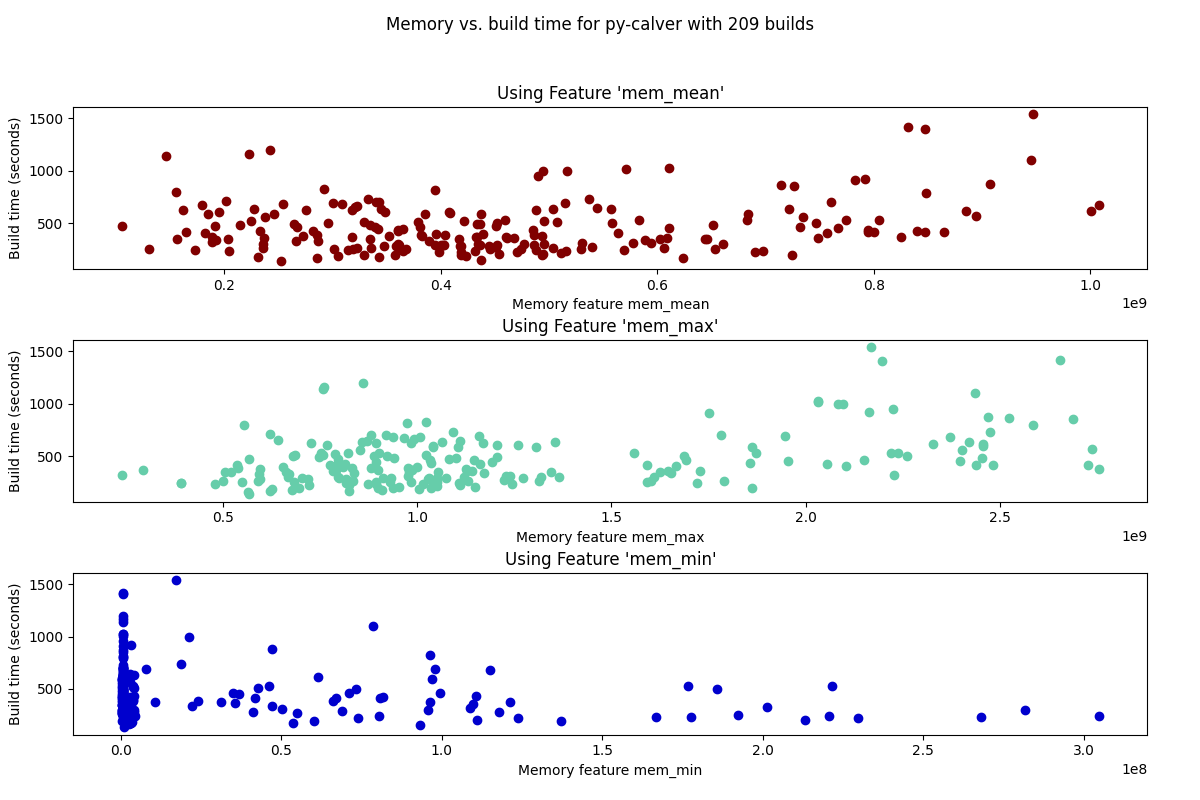 Memory vs. build time for py-calver with 209 builds
Using Feature 'mem_mean'
Build time (seconds)
1500
1000
500
0.2 0.4 0.6 0.8 1.0
1e9
Memory feature mem_mean
Using Feature 'mem_max'
Build time (seconds)
1500
1000
500
0.5 1.0 1.5 2.0 2.5
1e9
Memory feature mem_max
Using Feature 'mem_min'
Build time (seconds)
1500
1000
500
0.0 0.5 1.0 1.5 2.0 2.5 3.0
1e8
Memory feature mem_min